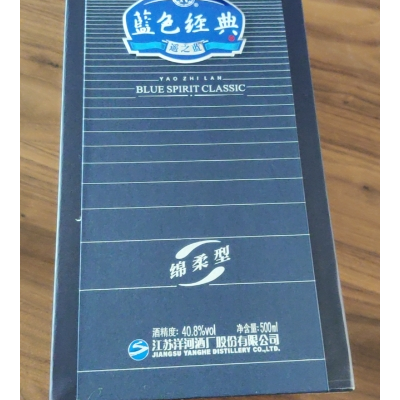 蓝色经典
遥之蓝
YAO ZHI LAN
BLUE SPIRIT CLASSIC
绵柔型
酒精度: 40.8%vol 净含量:500ml
江苏洋河酒厂股份有限公司
JIANGSU YANGHE DISTILLERY CO.,LTD.